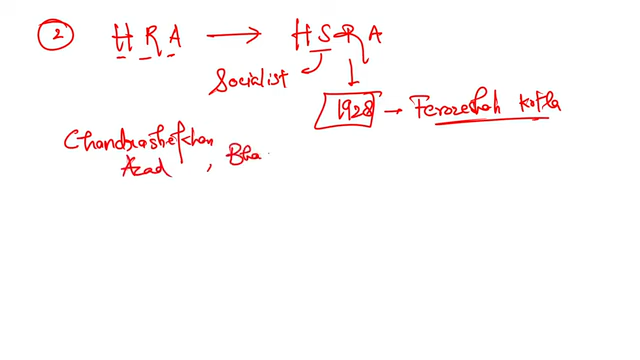 2 HRA → HSRA
Socialist
1928 - Ferozeshah Kotla
Chandrashekhar
Azad , Bha